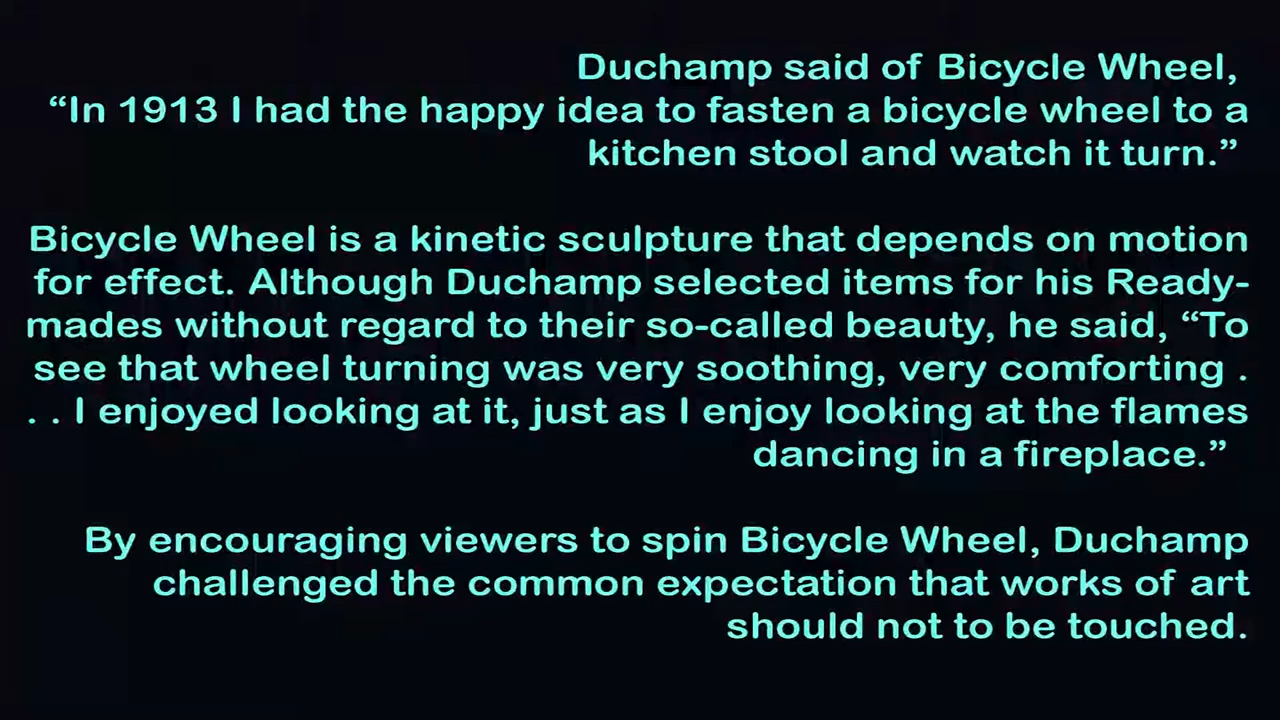 Duchamp said of Bicycle Wheel,
“In 1913 I had the happy idea to fasten a bicycle wheel to a
kitchen stool and watch it turn.”
Bicycle Wheel is a kinetic sculpture that depends on motion
for effect. Although Duchamp selected items for his Ready-
mades without regard to their so-called beauty, he said, “To
see that wheel turning was very soothing, very comforting .
. . I enjoyed looking at it, just as I enjoy looking at the flames
dancing in a fireplace.”
By encouraging viewers to spin Bicycle Wheel, Duchamp
challenged the common expectation that works of art
should not to be touched.